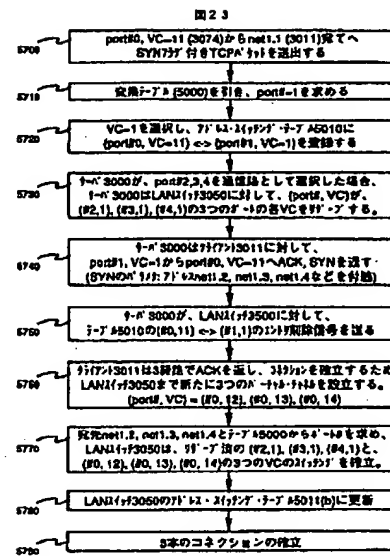 図23
5700
port#0, VC=11 (3074)からnet1.1 (3011)宛てへ
SYNフラグ付きTCPパケットを送出する
5710
変換テーブル(5000)を引き、port#=1を求める
5720
VC=1を選択し、アドレス・スイッチング・テーブル5010に
(port#0, VC=11) <-> (port#1, VC=1)を登録する
5730
サーバ3000が、port#2,3,4を通信路として選択した場合、
サーバ3000はLANスイッチ3050に対して、(port#, VC)が、
(#2,1), (#3,1), (#4,1)の3つのポートの各VCをリザーブする。
5740
サーバ3000はクライアント3011に対して、
port#1, VC=1からport#0, VC=11へACK, SYNを返す
(SYNのパラメタ:アドレスnet1.2, net1.3, net1.4などを付加)
5750
サーバ3000が、LANスイッチ3500に対して、
テーブル5010の(#0,11) <-> (#1,1)のエントリ削除信号を送る
5760
クライアント3011は3経路でACKを返し、コネクションを確立するため
LANスイッチ3050まで新たに3つのバーチャル・チャネルを設立する。
(port#, VC) = (#0, 12), (#0, 13), (#0, 14)
5770
宛先net1.2, net1.3, net1.4とテーブル5000からポート#を求め、
LANスイッチ3050は、リザーブ済の(#2,1), (#3,1), (#4,1)と、
(#0, 12), (#0, 13), (#0, 14)の3つのVCのスイッチングを確立。
5780
LANスイッチ3050のアドレス・スイッチング・テーブル5011(b)に更新
5790
3本のコネクションの確立